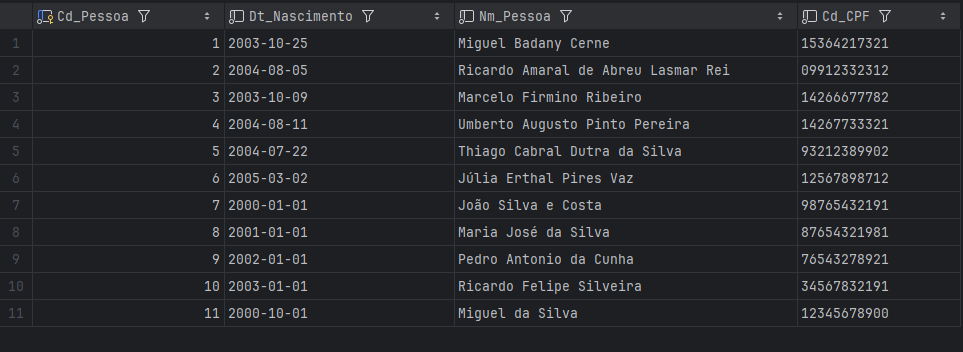 Cd_Pessoa Dt_Nascimento Nm_Pessoa Cd_CPF
1 1 2003-10-25 Miguel Badany Cerne 15364217321
2 2 2004-08-05 Ricardo Amaral de Abreu Lasmar Rei 09912332312
3 3 2003-10-09 Marcelo Firmino Ribeiro 14266677782
4 4 2004-08-11 Umberto Augusto Pinto Pereira 14267733321
5 5 2004-07-22 Thiago Cabral Dutra da Silva 93212389902
6 6 2005-03-02 Júlia Erthal Pires Vaz 12567898712
7 7 2000-01-01 João Silva e Costa 98765432191
8 8 2001-01-01 Maria José da Silva 87654321981
9 9 2002-01-01 Pedro Antonio da Cunha 76543278921
10 10 2003-01-01 Ricardo Felipe Silveira 34567832191
11 11 2000-10-01 Miguel da Silva 12345678900